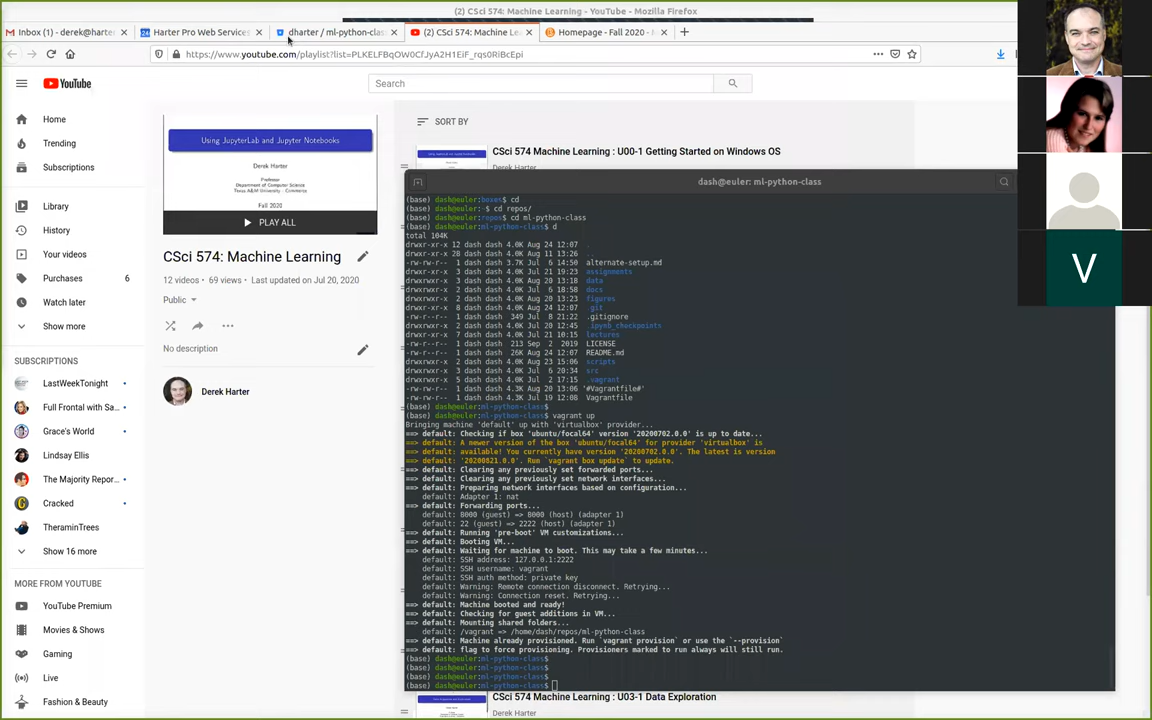 (2) CSci 574: Machine Learning - YouTube - Mozilla Firefox
Inbox (1) - derek@harter
Harter Pro Web Services
dharter / ml-python-class
(2) CSci 574: Machine Le
Homepage - Fall 2020 -
YouTube
Search
Home
Trending
Subscriptions
Library
History
Your videos
Purchases 6
Watch later
Show more
SUBSCRIPTIONS
LastWeekTonight
Full Frontal with Sa...
Grace's World
Lindsay Ellis
The Majority Repor...
Cracked
TheraminTrees
Show 16 more
MORE FROM YOUTUBE
YouTube Premium
Movies & Shows
Gaming
Live
Fashion & Beauty
Using JupyterLab and Jupyter Notebooks
Derek Harter
Professor
Department of Computer Science
Texas A&M University - Commerce
Fall 2020
PLAY ALL
CSci 574: Machine Learning
12 videos • 69 views • Last updated on Jul 20, 2020
Public
No description
Derek Harter
SORT BY
CSci 574 Machine Learning : U00-1 Getting Started on Windows OS
Derek Harter
dash@euler: ml-python-class
(base) dash@euler:boxes$ cd
(base) dash@euler:~$ cd repos/
(base) dash@euler:repos$ cd ml-python-class
(base) dash@euler:ml-python-class$ d
total 104K
drwxr-xr-x 12 dash dash 4.0K Aug 24 12:07 .
drwxr-xr-x 28 dash dash 4.0K Aug 11 13:26 ..
-rw-rw-r-- 1 dash dash 3.7K Jul 6 14:50 alternate-setup.md
drwxrwxr-x 3 dash dash 4.0K Jul 21 19:23 assignments
drwxrwxr-x 3 dash dash 4.0K Aug 20 13:18 data
drwxrwxr-x 2 dash dash 4.0K Jul 6 18:58 docs
drwxrwxr-x 2 dash dash 4.0K Aug 20 13:23 figures
drwxrwxr-x 8 dash dash 4.0K Aug 24 12:07 .git
-rw-r--r-- 1 dash dash 349 Jul 8 21:22 .gitignore
drwxrwxr-x 2 dash dash 4.0K Jul 20 12:45 .ipynb_checkpoints
drwxrwxr-x 7 dash dash 4.0K Jul 21 10:15 lectures
-rw-rw-r-- 1 dash dash 213 Sep 2 2019 LICENSE
-rw-r--r-- 1 dash dash 26K Aug 24 12:07 README.md
drwxrwxr-x 2 dash dash 4.0K Aug 23 15:06 scripts
drwxrwxr-x 3 dash dash 4.0K Jul 6 20:34 src
drwxrwxr-x 5 dash dash 4.0K Jul 2 17:15 .vagrant
-rw-rw-r-- 1 dash dash 4.3K Aug 20 13:06 '#Vagrantfile#'
-rw-rw-r-- 1 dash dash 4.3K Jul 19 12:08 Vagrantfile
(base) dash@euler:ml-python-class$
(base) dash@euler:ml-python-class$ vagrant up
Bringing machine 'default' up with 'virtualbox' provider...
==> default: Checking if box 'ubuntu/focal64' version '20200702.0.0' is up to date...
==> default: A newer version of the box 'ubuntu/focal64' for provider 'virtualbox' is
==> default: available! You currently have version '20200702.0.0'. The latest is version
==> default: '20200821.0.0'. Run `vagrant box update` to update.
==> default: Clearing any previously set forwarded ports...
==> default: Clearing any previously set network interfaces...
==> default: Preparing network interfaces based on configuration...
default: Adapter 1: nat
==> default: Forwarding ports...
default: 8000 (guest) => 8000 (host) (adapter 1)
default: 22 (guest) => 2222 (host) (adapter 1)
==> default: Running 'pre-boot' VM customizations...
==> default: Booting VM...
==> default: Waiting for machine to boot. This may take a few minutes...
default: SSH address: 127.0.0.1:2222
default: SSH username: vagrant
default: SSH auth method: private key
default: Warning: Remote connection disconnect. Retrying...
default: Warning: Connection reset. Retrying...
==> default: Machine booted and ready!
==> default: Checking for guest additions in VM...
==> default: Mounting shared folders...
default: /vagrant => /home/dash/repos/ml-python-class
==> default: Machine already provisioned. Run `vagrant provision` or use the `--provision`
==> default: flag to force provisioning. Provisioners marked to run always will still run.
(base) dash@euler:ml-python-class$
(base) dash@euler:ml-python-class$
(base) dash@euler:ml-python-class$
(base) dash@euler:ml-python-class$
CSci 574 Machine Learning : U03-1 Data Exploration
Derek Harter
V